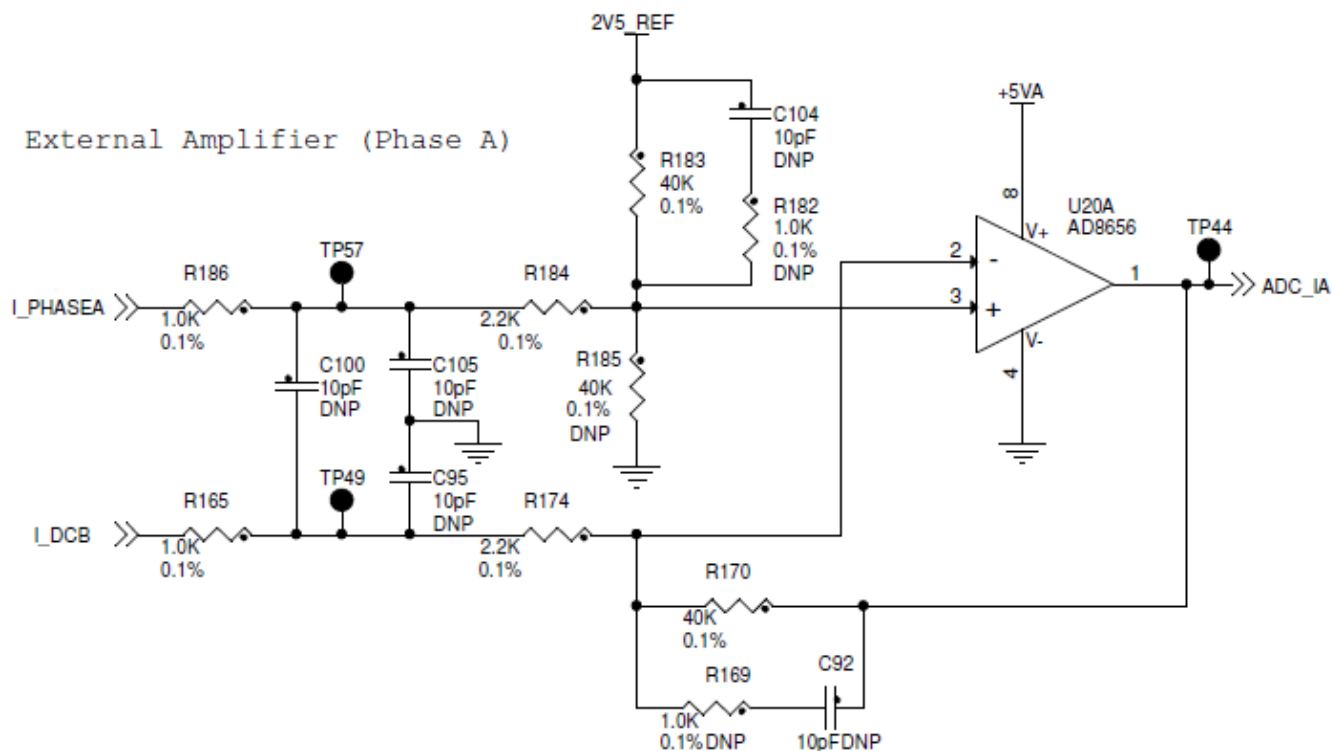 2V5_REF
External Amplifier (Phase A)
C104
10pF
DNP
R183
40K
0.1%
R182
1.0K
0.1%
DNP
+5VA
8
V+
U20A
AD8656
2
-
3
+
1
V-
4
TP44
ADC_IA
I_PHASEA
R186
1.0K
0.1%
TP57
R184
2.2K
0.1%
C100
10pF
DNP
C105
10pF
DNP
R185
40K
0.1%
DNP
I_DCB
R165
1.0K
0.1%
TP49
C95
10pF
DNP
R174
2.2K
0.1%
R170
40K
0.1%
R169
1.0K
0.1%DNP
C92
10pFDNP